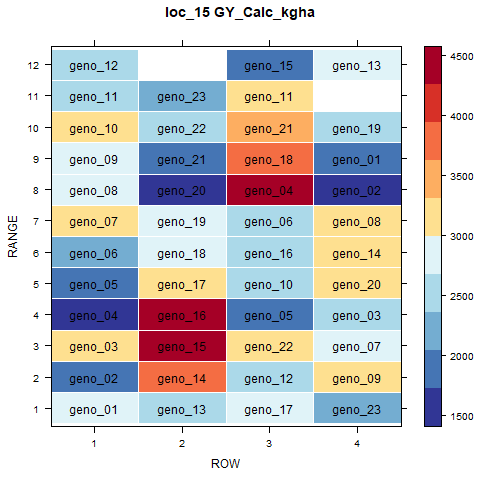 loc_15 GY_Calc_kgha
12 geno_12 geno_15 geno_13
11 geno_11 geno_23 geno_11
10 geno_10 geno_22 geno_21 geno_19
9 geno_09 geno_21 geno_18 geno_01
8 geno_08 geno_20 geno_04 geno_02
7 geno_07 geno_19 geno_06 geno_08
6 geno_06 geno_18 geno_16 geno_14
5 geno_05 geno_17 geno_10 geno_20
4 geno_04 geno_16 geno_05 geno_03
3 geno_03 geno_15 geno_22 geno_07
2 geno_02 geno_14 geno_12 geno_09
1 geno_01 geno_13 geno_17 geno_23
1 2 3 4
ROW
RANGE
4500
4000
3500
3000
2500
2000
1500